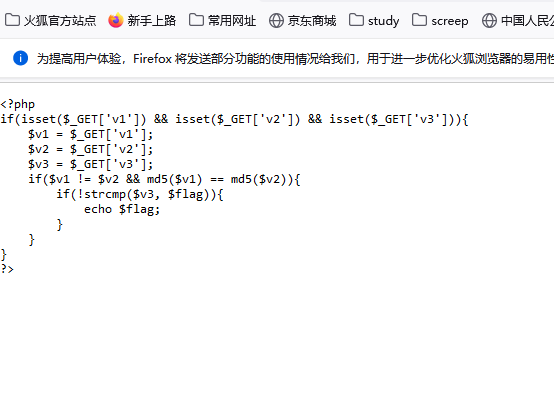 火狐官方站点 新手上路 常用网址 京东商城 study screep 中国人民公
为提高用户体验，Firefox 将发送部分功能的使用情况给我们，用于进一步优化火狐浏览器的易用性
<?php
if(isset($_GET['v1']) && isset($_GET['v2']) && isset($_GET['v3'])){
    $v1 = $_GET['v1'];
    $v2 = $_GET['v2'];
    $v3 = $_GET['v3'];
    if($v1 != $v2 && md5($v1) == md5($v2)){
        if(!strcmp($v3, $flag)){
            echo $flag;
        }
    }
}
?>